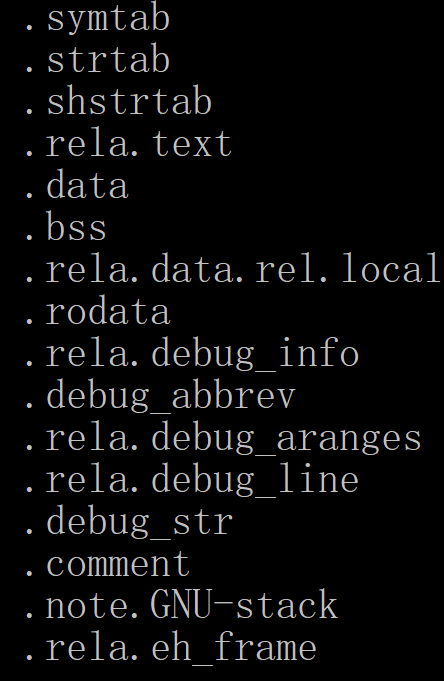 .symtab
.strtab
.shstrtab
.rela.text
.data
.bss
.rela.data.rel.local
.rodata
.rela.debug_info
.debug_abbrev
.rela.debug_aranges
.rela.debug_line
.debug_str
.comment
.note.GNU-stack
.rela.eh_frame